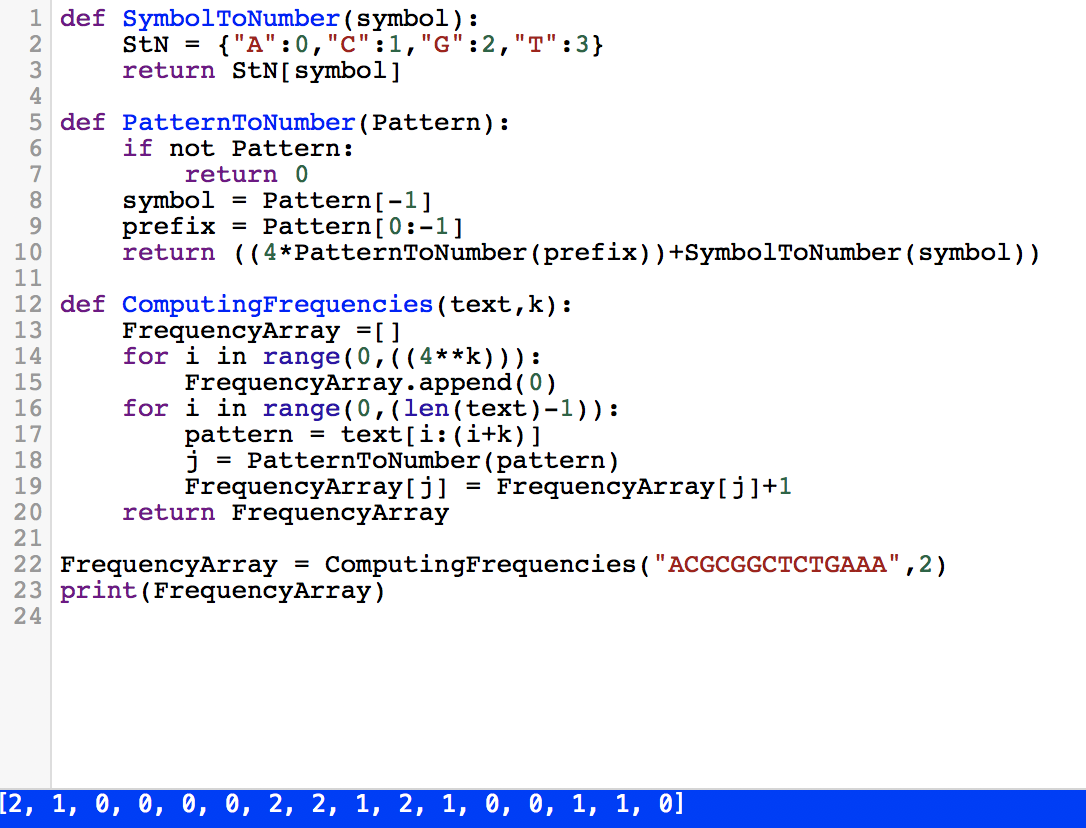 1 def SymbolToNumber(symbol):
2     StN = {"A":0,"C":1,"G":2,"T":3}
3     return StN[symbol]
4
5 def PatternToNumber(Pattern):
6     if not Pattern:
7         return 0
8     symbol = Pattern[-1]
9     prefix = Pattern[0:-1]
10     return ((4*PatternToNumber(prefix))+SymbolToNumber(symbol))
11
12 def ComputingFrequencies(text,k):
13     FrequencyArray =[]
14     for i in range(0,((4**k))):
15         FrequencyArray.append(0)
16     for i in range(0,(len(text)-1)):
17         pattern = text[i:(i+k)]
18         j = PatternToNumber(pattern)
19         FrequencyArray[j] = FrequencyArray[j]+1
20     return FrequencyArray
21
22 FrequencyArray = ComputingFrequencies("ACGCGGCTCTGAAA",2)
23 print(FrequencyArray)
24
[2, 1, 0, 0, 0, 0, 2, 2, 1, 2, 1, 0, 0, 1, 1, 0]